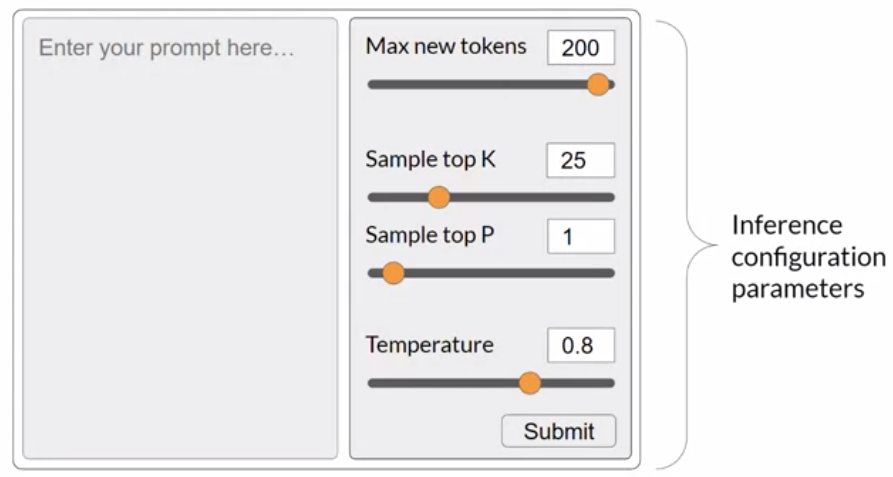 Enter your prompt here...
Max new tokens 200
Sample top K 25
Sample top P 1
Temperature 0.8
Submit
Inference
configuration
parameters